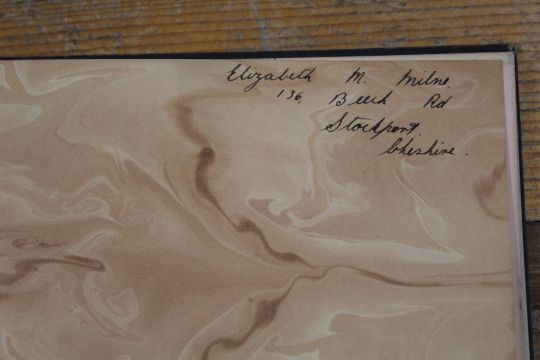 Elizabeth M. Milne,
136, Beech Rd
Stockport.
Cheshire.